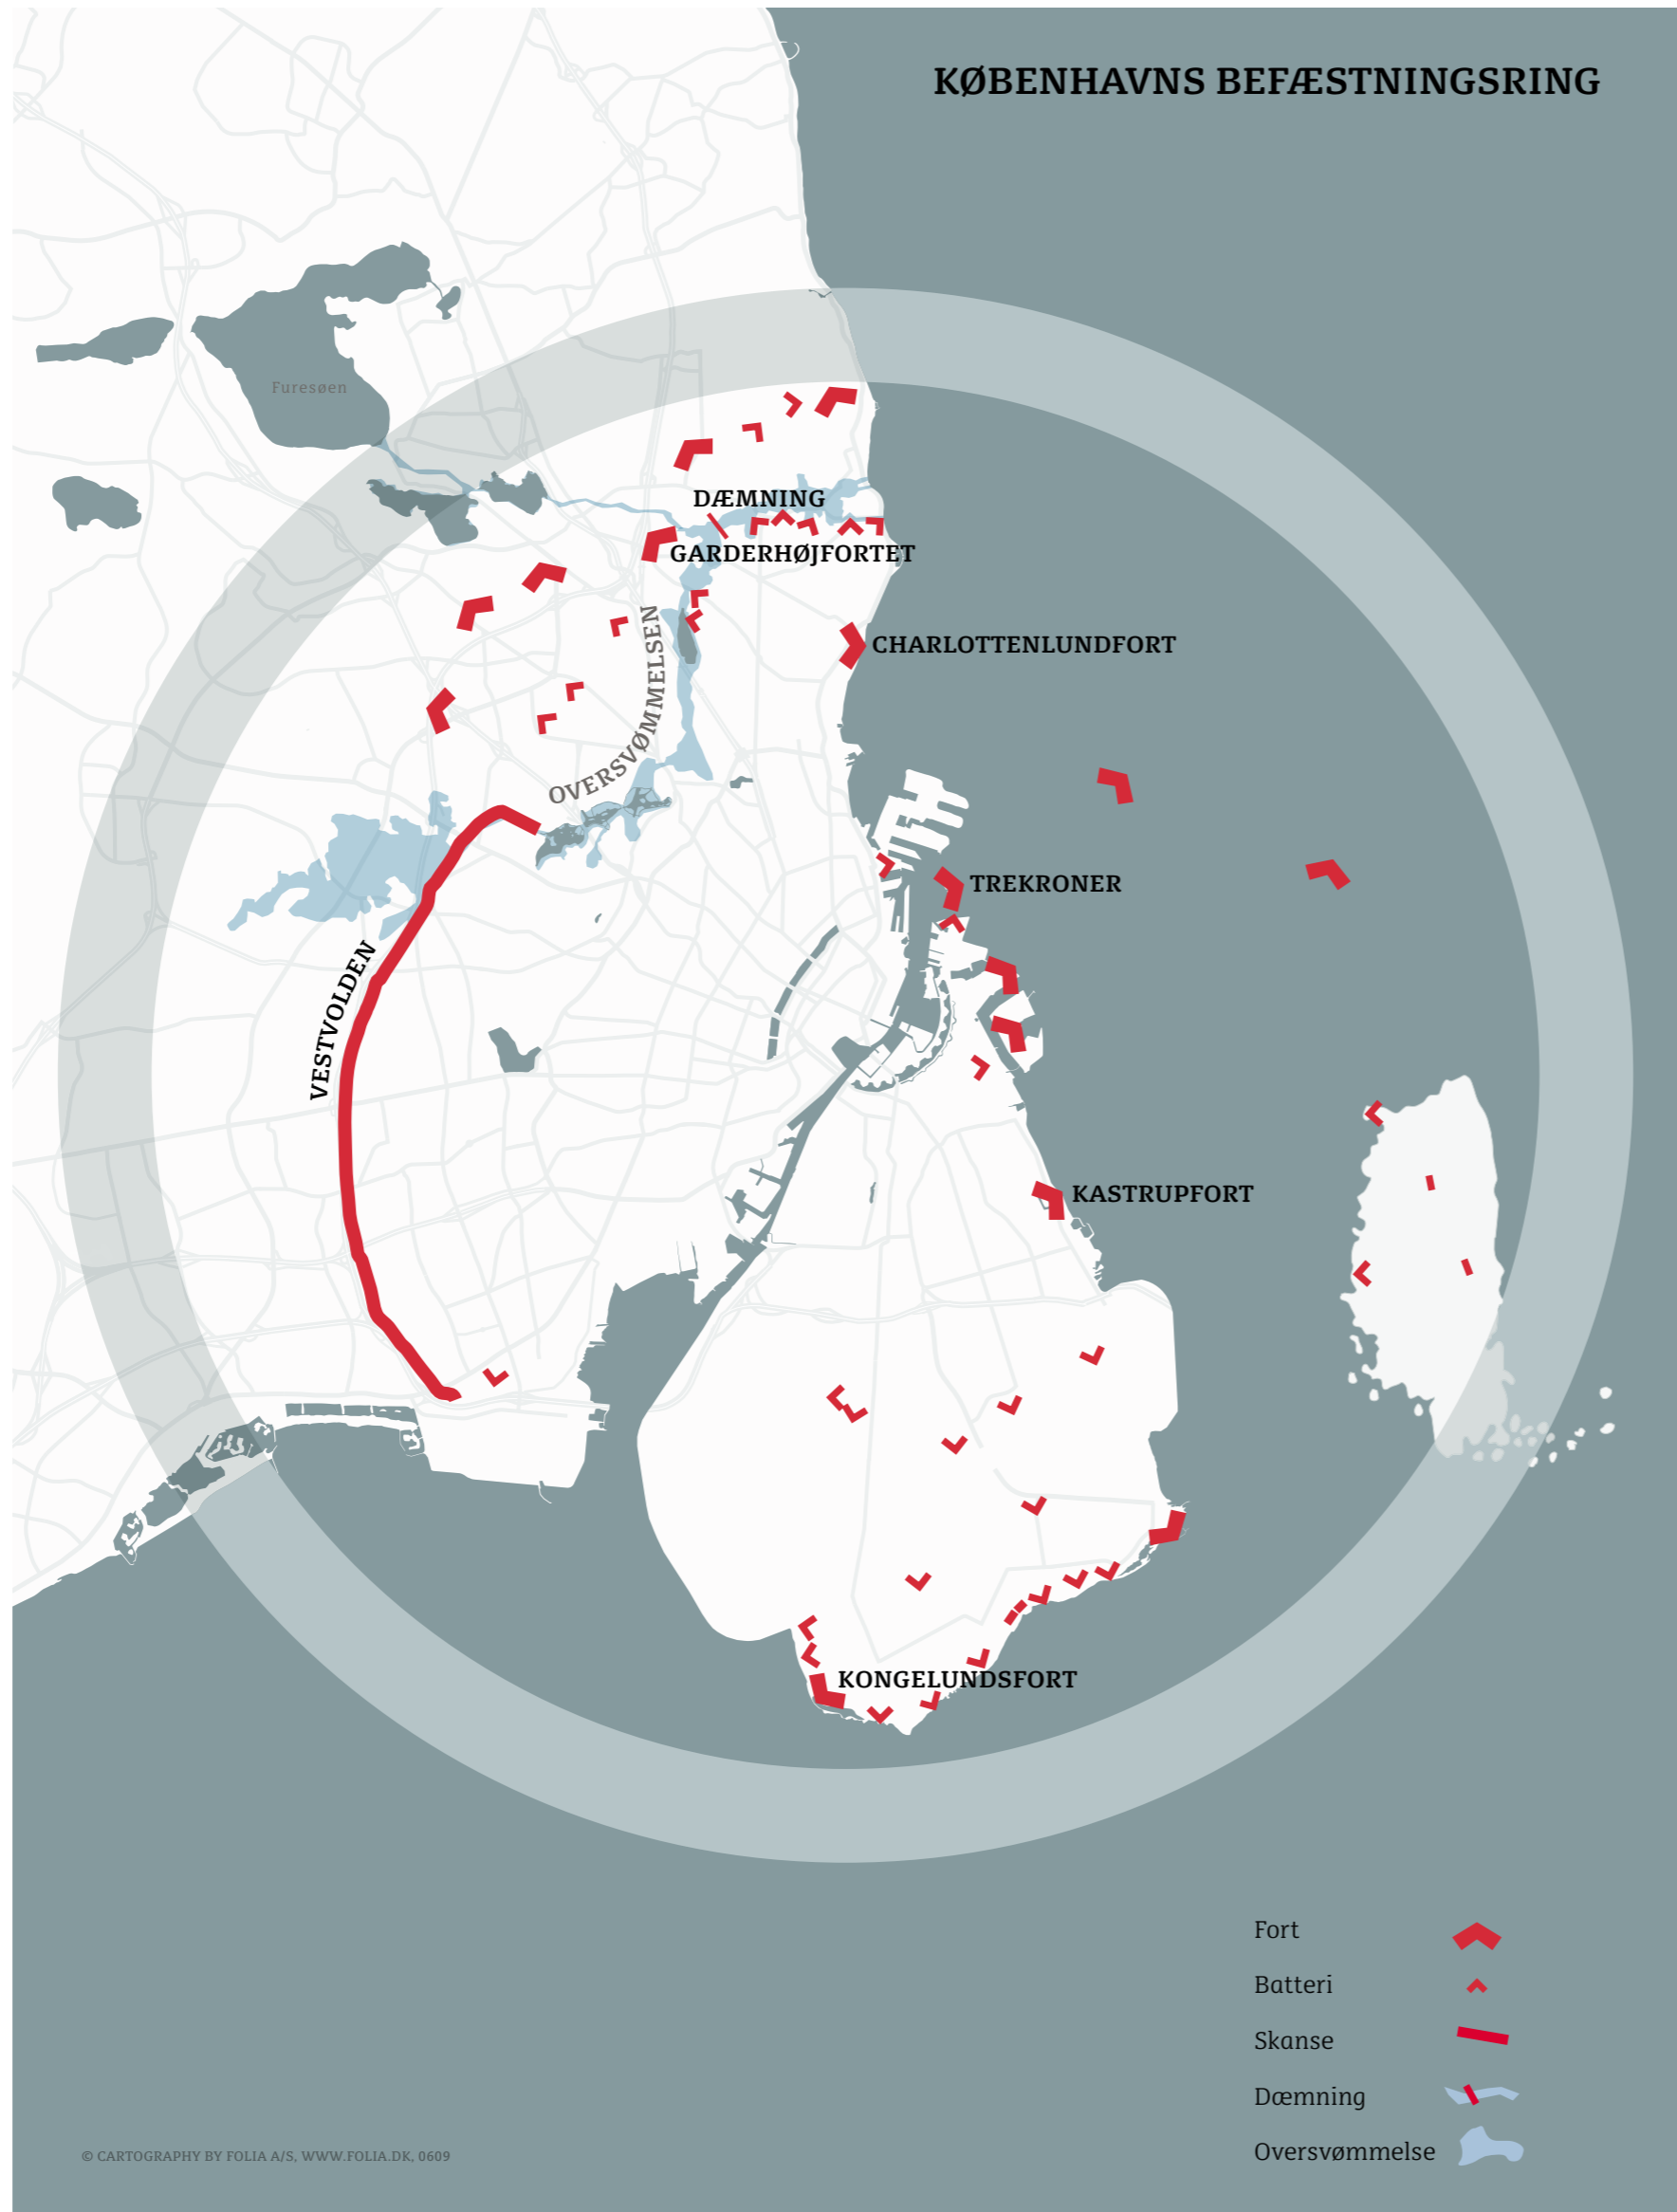 KØBENHAVNS BEFÆSTNINGSRING
Furesøen
DÆMNING
GARDERHØJFORTET
OVERSVØMMELSEN
CHARLOTTENLUNDFORT
TREKRONER
VESTVOLDEN
KASTRUPFORT
KONGELUNDSFORT
Fort
Batteri
Skanse
Dæmning
Oversvømmelse
© CARTOGRAPHY BY FOLIA A/S, WWW.FOLIA.DK, 0609